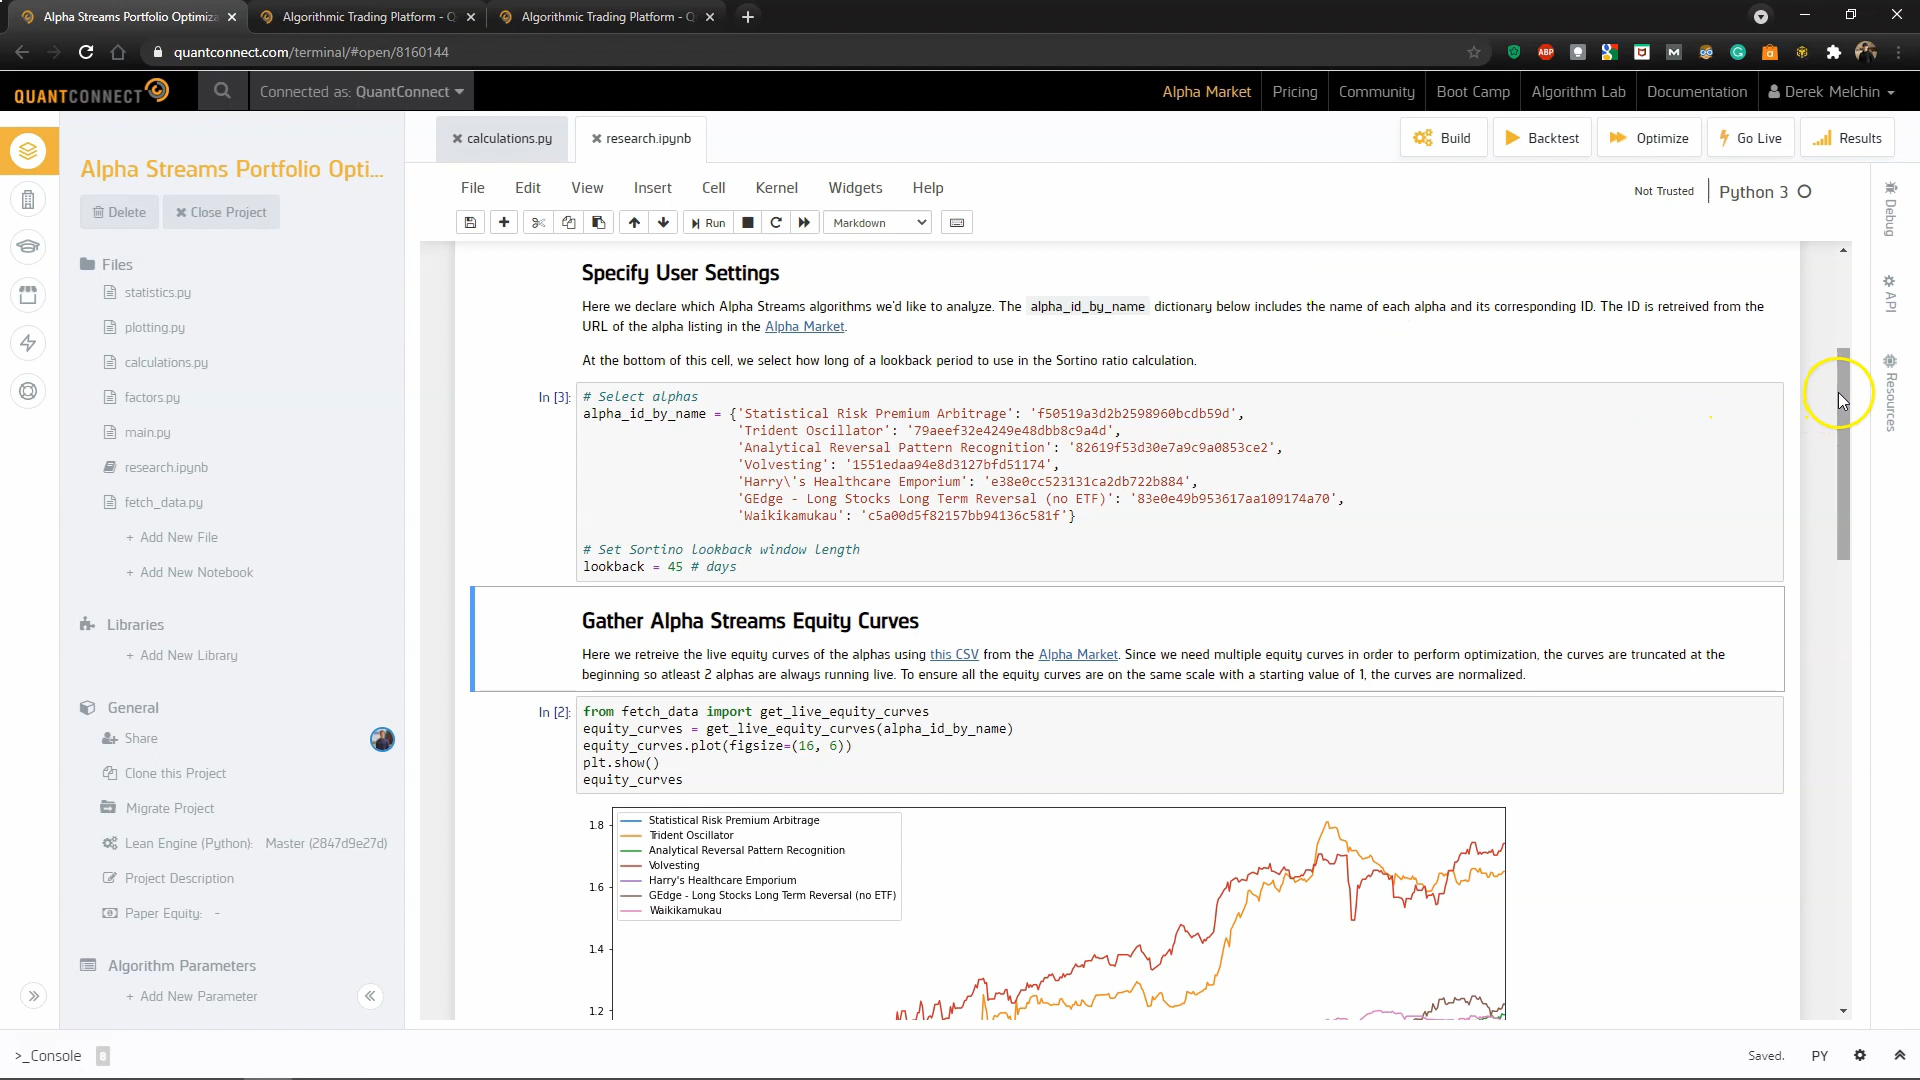 Alpha Streams Portfolio Optimiza
Algorithmic Trading Platform - Q
Algorithmic Trading Platform - Q
quantconnect.com/terminal/#open/8160144
ABP
QUANTCONNECT
Connected as: QuantConnect
Alpha Market
Pricing
Community
Boot Camp
Algorithm Lab
Documentation
Derek Melchin
calculations.py
research.ipynb
Build
Backtest
Optimize
Go Live
Results
Alpha Streams Portfolio Opti...
Delete
Close Project
Files
statistics.py
plotting.py
calculations.py
factors.py
main.py
research.ipynb
fetch_data.py
+ Add New File
+ Add New Notebook
Libraries
+ Add New Library
General
Share
Clone this Project
Migrate Project
Lean Engine (Python): Master (2847d9e27d)
Project Description
Paper Equity: -
Algorithm Parameters
+ Add New Parameter
File Edit View Insert Cell Kernel Widgets Help
Not Trusted
Python 3
Run
Markdown
Debug
API
Resources
Specify User Settings
Here we declare which Alpha Streams algorithms we'd like to analyze. The alpha_id_by_name dictionary below includes the name of each alpha and its corresponding ID. The ID is retreived from the
URL of the alpha listing in the Alpha Market.
At the bottom of this cell, we select how long of a lookback period to use in the Sortino ratio calculation.
In [3]:
# Select alphas
alpha_id_by_name = {'Statistical Risk Premium Arbitrage': 'f50519a3d2b2598960bcdb59d',
'Trident Oscillator': '79aeef32e4249e48dbb8c9a4d',
'Analytical Reversal Pattern Recognition': '82619f53d30e7a9c9a0853ce2',
'Volvesting': '1551edaa94e8d3127bfd51174',
'Harry\'s Healthcare Emporium': 'e38e0cc523131ca2db722b884',
'GEdge - Long Stocks Long Term Reversal (no ETF)': '83e0e49b953617aa109174a70',
'Waikikamukau': 'c5a00d5f82157bb94136c581f'}
# Set Sortino lookback window length
lookback = 45 # days
Gather Alpha Streams Equity Curves
Here we retreive the live equity curves of the alphas using this CSV from the Alpha Market. Since we need multiple equity curves in order to perform optimization, the curves are truncated at the
beginning so atleast 2 alphas are always running live. To ensure all the equity curves are on the same scale with a starting value of 1, the curves are normalized.
In [2]:
from fetch_data import get_live_equity_curves
equity_curves = get_live_equity_curves(alpha_id_by_name)
equity_curves.plot(figsize=(16, 6))
plt.show()
equity_curves
Statistical Risk Premium Arbitrage
Trident Oscillator
Analytical Reversal Pattern Recognition
Volvesting
Harry's Healthcare Emporium
GEdge - Long Stocks Long Term Reversal (no ETF)
Waikikamukau
1.8
1.6
1.4
1.2
>_Console 8
Saved.
PY